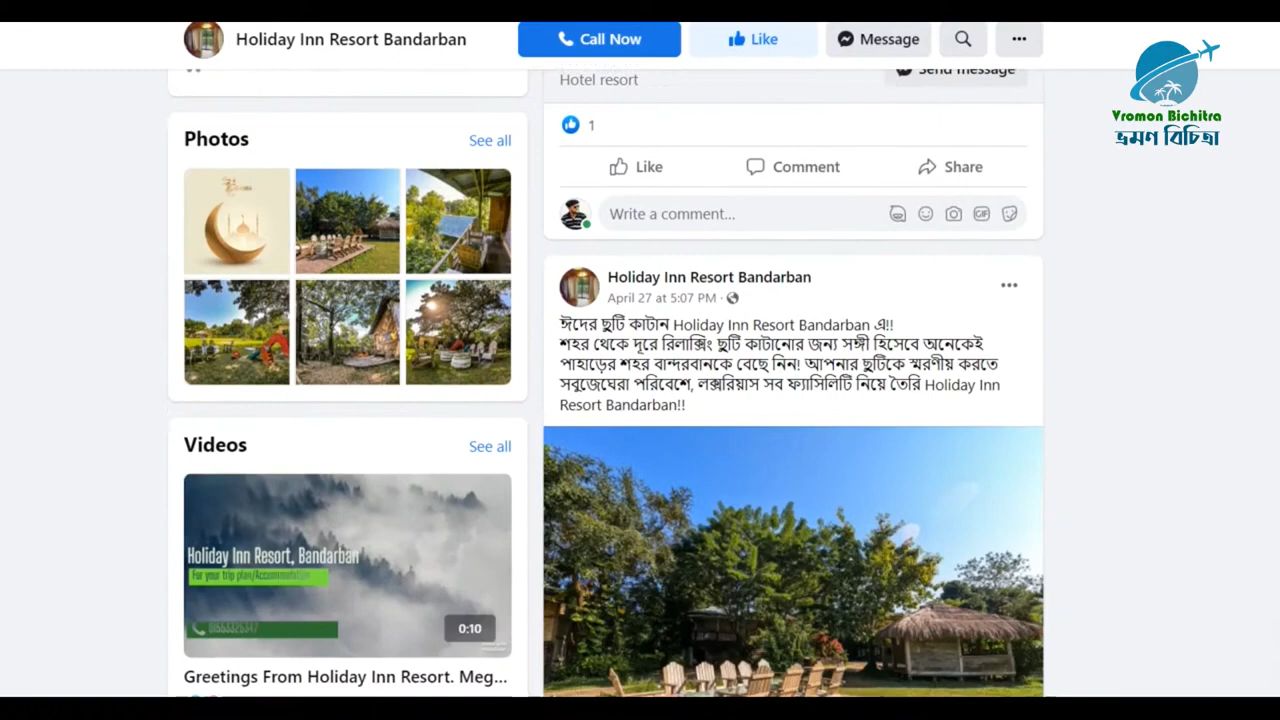 Holiday Inn Resort Bandarban
Call Now
Like
Message
Vromon Bichitra
ভ্রমণ বিচিত্রা
Photos
See all
Videos
See all
Holiday Inn Resort, Bandarban
For your trip plan/Accommodation
0:10
Greetings From Holiday Inn Resort. Meg...
Hotel resort
Send message
1
Like
Comment
Share
Write a comment...
GIF
Holiday Inn Resort Bandarban
April 27 at 5:07 PM ·
ঈদের ছুটি কাটান Holiday Inn Resort Bandarban এ!!
শহর থেকে দূরে রিলাক্সিং ছুটি কাটানোর জন্য সঙ্গী হিসেবে অনেকেই
পাহাড়ের শহর বান্দরবানকে বেছে নিন! আপনার ছুটিকে স্মরণীয় করতে
সবুজেঘেরা পরিবেশে, লক্সরিয়াস সব ফ্যাসিলিটি নিয়ে তৈরি Holiday Inn
Resort Bandarban!!